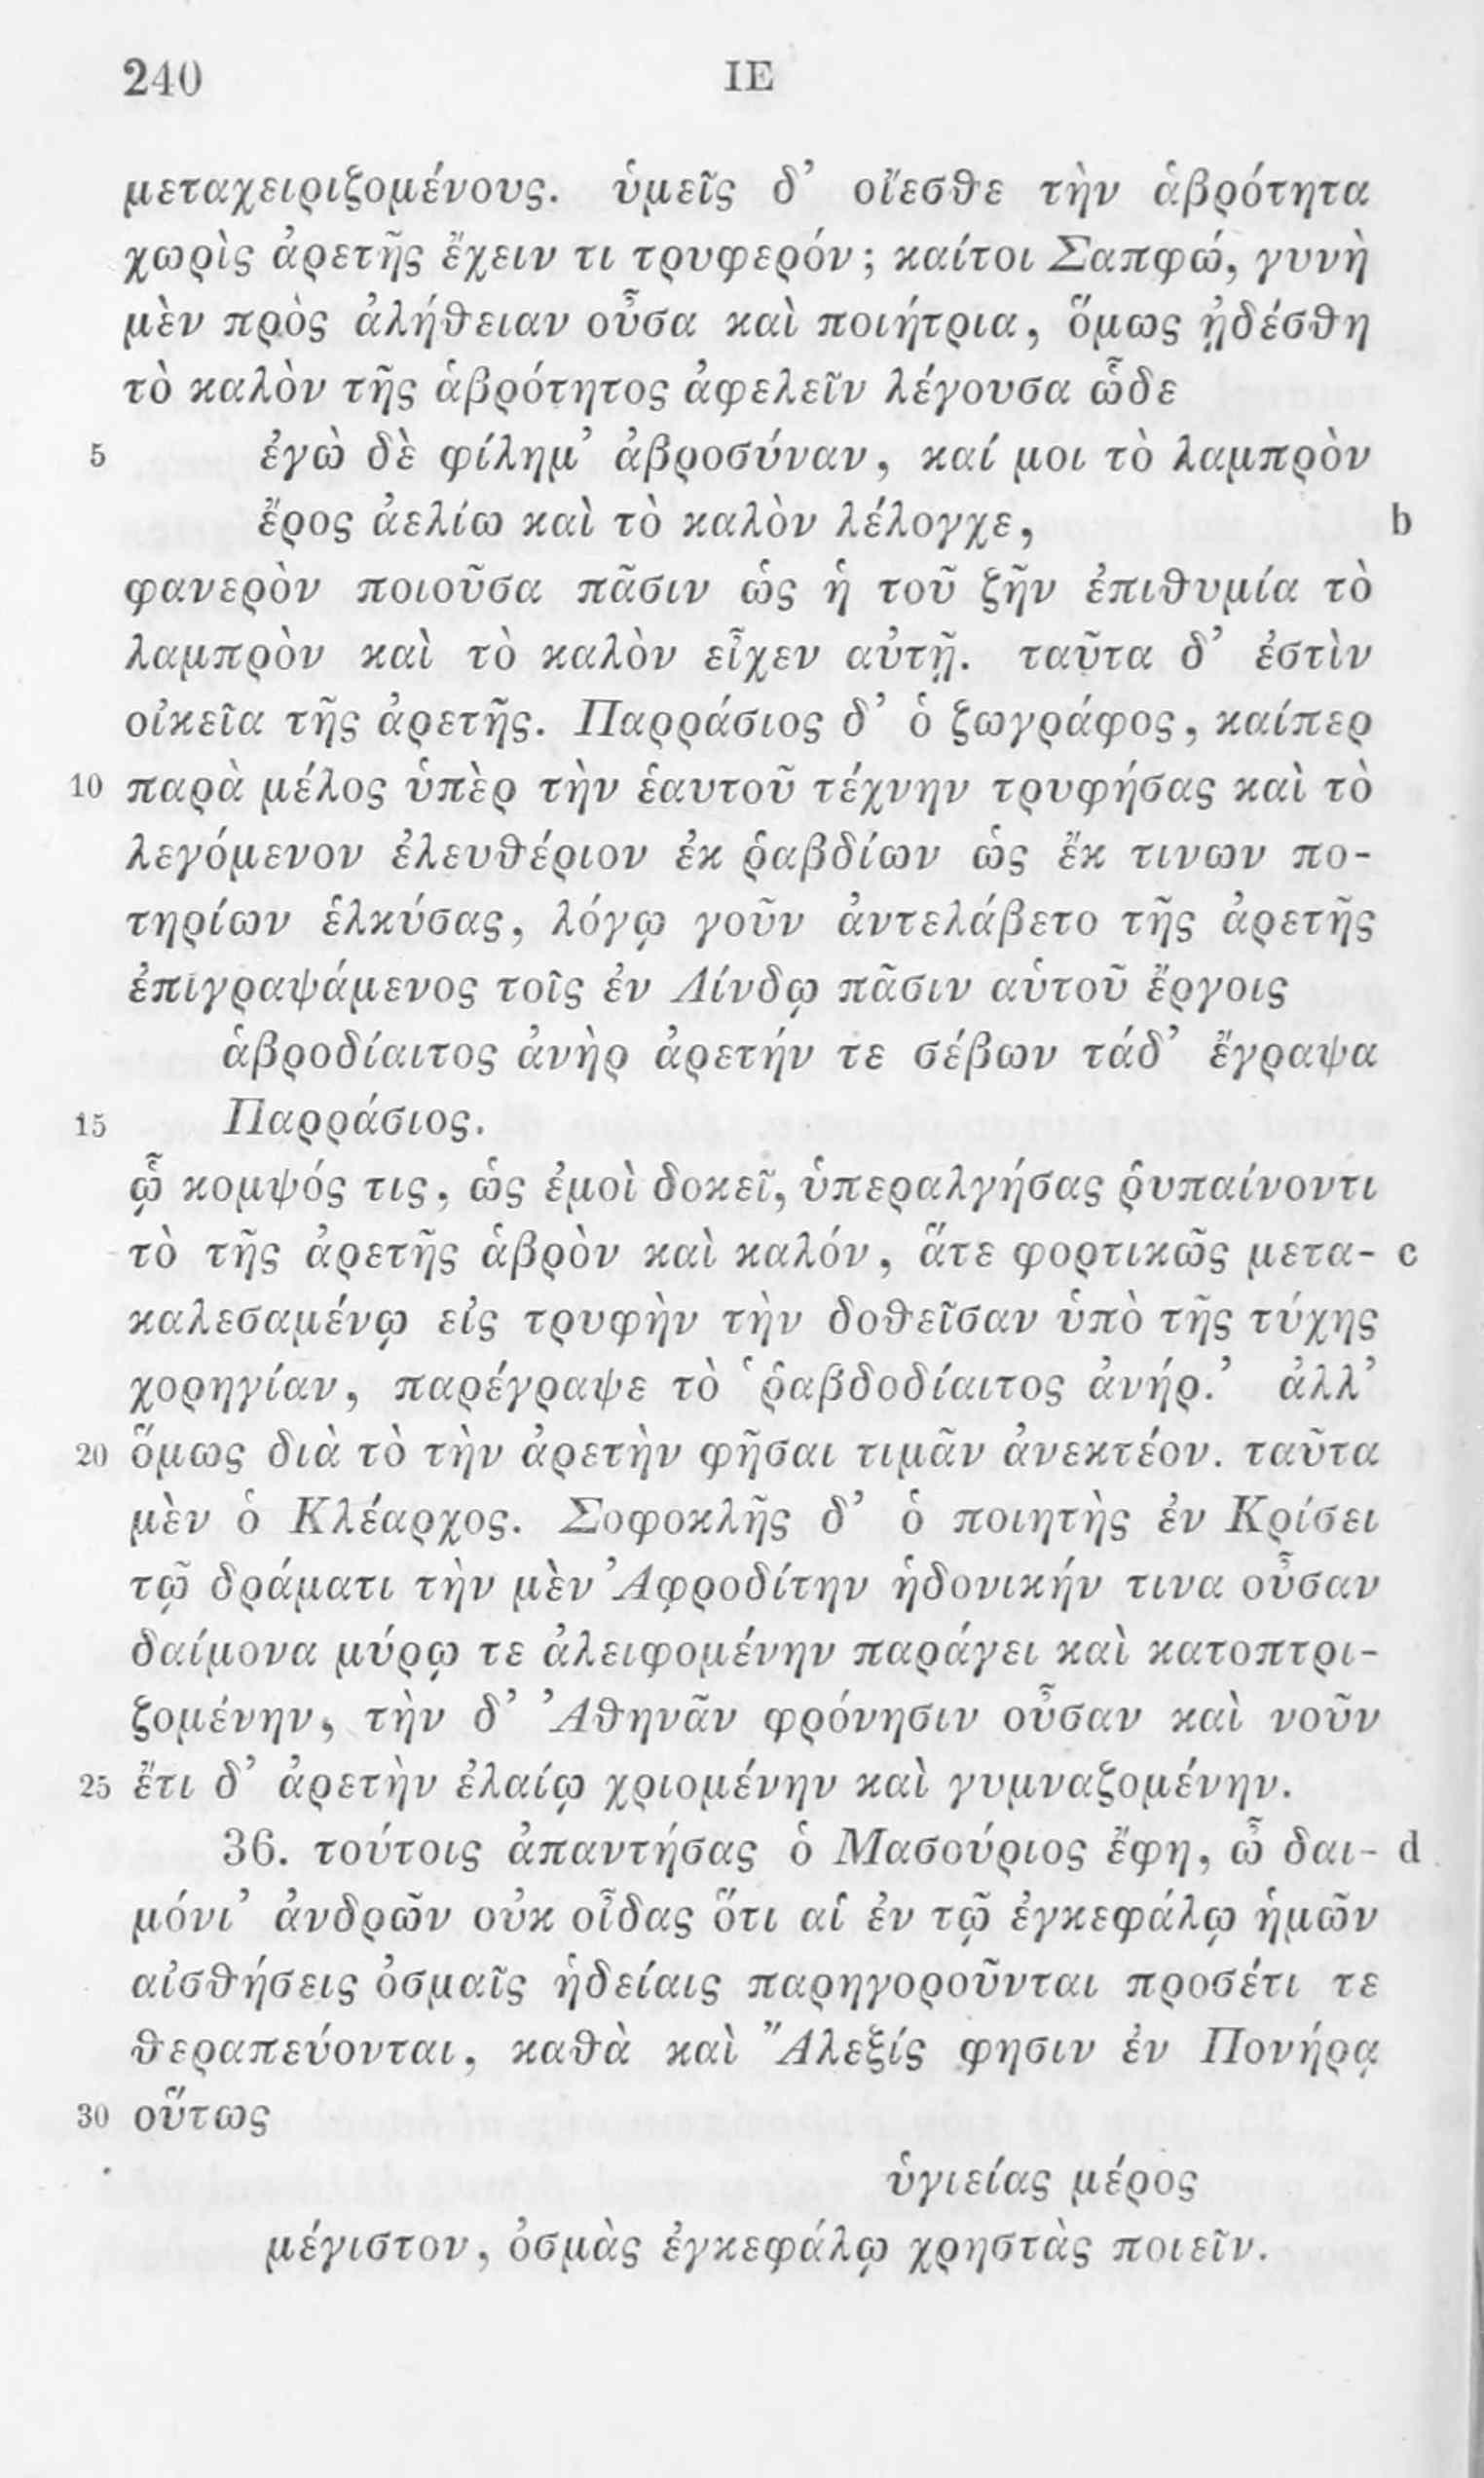 240 ΙΕ
μεταχειριζομένους. ὑμεῖς δ’ οἴεσθε τὴν ἁβρότητα
χωρὶς ἀρετῆς ἔχειν τι τρυφερόν; καίτοι Σαπφώ, γυνὴ
μὲν πρὸς ἀλήθειαν οὖσα καὶ ποιήτρια, ὅμως ᾐδέσθη
τὸ καλὸν τῆς ἁβρότητος ἀφελεῖν λέγουσα ὧδε
5 ἐγὼ δὲ φίλημ’ ἀβροσύναν, καί μοι τὸ λαμπρὸν
ἔρος ἀελίω καὶ τὸ καλὸν λέλογχε, b
φανερὸν ποιοῦσα πᾶσιν ὡς ἡ τοῦ ζῆν ἐπιθυμία τὸ
λαμπρὸν καὶ τὸ καλὸν εἶχεν αὐτῇ. ταῦτα δ’ ἐστὶν
οἰκεῖα τῆς ἀρετῆς. Παρράσιος δ’ ὁ ζωγράφος, καίπερ
10 παρὰ μέλος ὑπὲρ τὴν ἑαυτοῦ τέχνην τρυφήσας καὶ τὸ
λεγόμενον ἐλευθέριον ἐκ ῥαβδίων ὡς ἔκ τινων πο-
τηρίων ἑλκύσας, λόγῳ γοῦν ἀντελάβετο τῆς ἀρετῆς
ἐπιγραψάμενος τοῖς ἐν Λίνδῳ πᾶσιν αὑτοῦ ἔργοις
ἁβροδίαιτος ἀνὴρ ἀρετήν τε σέβων τάδ’ ἔγραψα
15 Παρράσιος.
ᾧ κομψός τις, ὡς ἐμοὶ δοκεῖ, ὑπεραλγήσας ῥυπαίνοντι
τὸ τῆς ἀρετῆς ἁβρὸν καὶ καλόν, ἅτε φορτικῶς μετα- c
καλεσαμένῳ εἰς τρυφὴν τὴν δοθεῖσαν ὑπὸ τῆς τύχης
χορηγίαν, παρέγραψε τὸ ‘ῥαβδοδίαιτος ἀνήρ.’ ἀλλ’
20 ὅμως διὰ τὸ τὴν ἀρετὴν φῆσαι τιμᾶν ἀνεκτέον. ταῦτα
μὲν ὁ Κλέαρχος. Σοφοκλῆς δ’ ὁ ποιητὴς ἐν Κρίσει
τῷ δράματι τὴν μὲν Ἀφροδίτην ἡδονικήν τινα οὖσαν
δαίμονα μύρῳ τε ἀλειφομένην παράγει καὶ κατοπτρι-
ζομένην, τὴν δ’ Ἀθηνᾶν φρόνησιν οὖσαν καὶ νοῦν
25 ἔτι δ’ ἀρετὴν ἐλαίῳ χριομένην καὶ γυμναζομένην.
36. τούτοις ἀπαντήσας ὁ Μασούριος ἔφη, ὦ δαι- d
μόνι’ ἀνδρῶν οὐκ οἶδας ὅτι αἱ ἐν τῷ ἐγκεφάλῳ ἡμῶν
αἰσθήσεις ὀσμαῖς ἡδείαις παρηγοροῦνται προσέτι τε
θεραπεύονται, καθὰ καὶ Ἄλεξίς φησιν ἐν Πονήρᾳ
30 οὕτως
ὑγιείας μέρος
μέγιστον, ὀσμὰς ἐγκεφάλῳ χρηστὰς ποιεῖν.